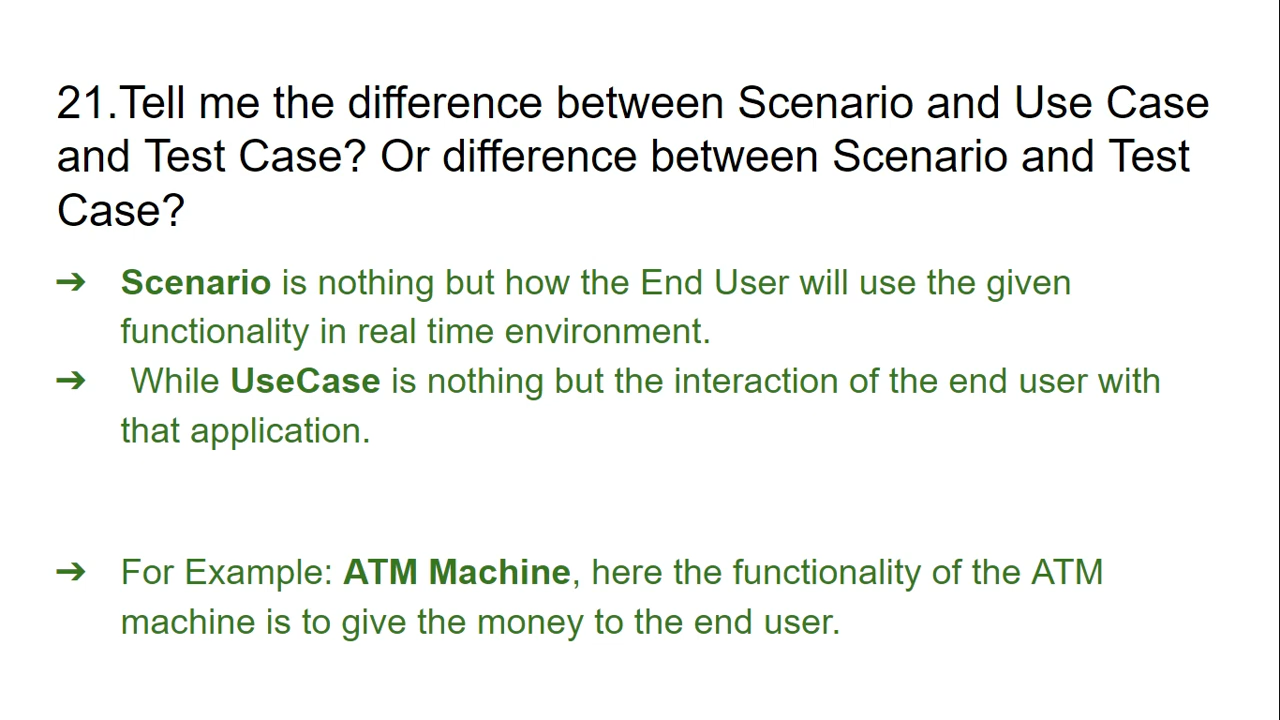 21.Tell me the difference between Scenario and Use Case
and Test Case? Or difference between Scenario and Test
Case?
➔ Scenario is nothing but how the End User will use the given
functionality in real time environment.
➔ While UseCase is nothing but the interaction of the end user with
that application.
➔ For Example: ATM Machine, here the functionality of the ATM
machine is to give the money to the end user.